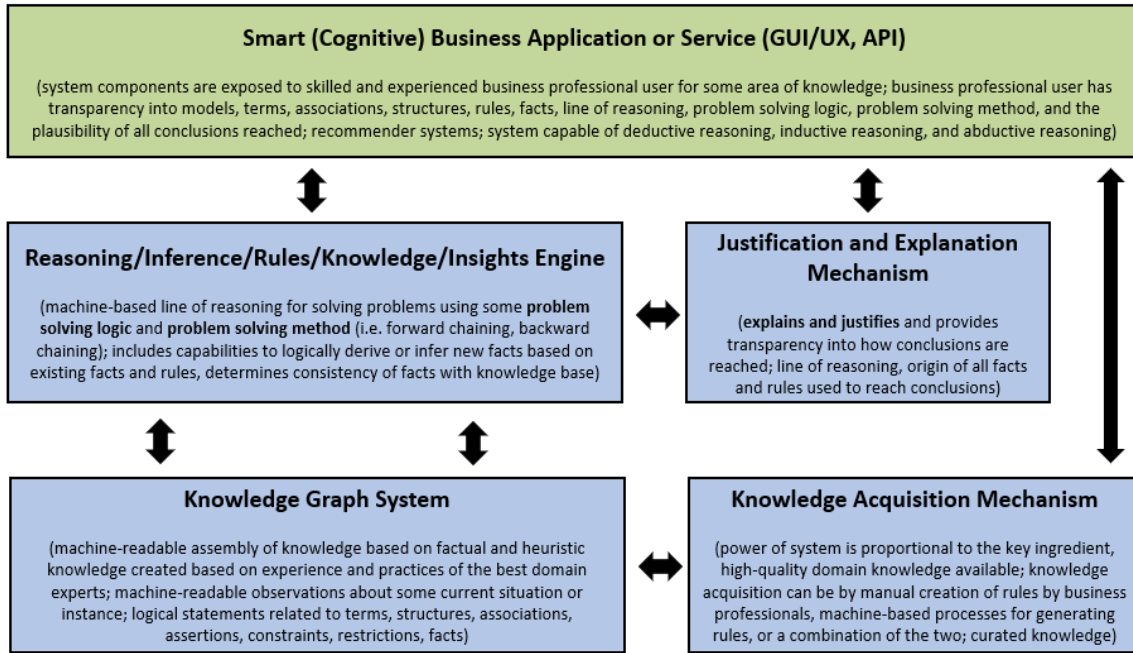 Smart (Cognitive) Business Application or Service (GUI/UX, API)
(system components are exposed to skilled and experienced business professional user for some area of knowledge; business professional user has
transparency into models, terms, associations, structures, rules, facts, line of reasoning, problem solving logic, problem solving method, and the
plausibility of all conclusions reached; recommender systems; system capable of deductive reasoning, inductive reasoning, and abductive reasoning)
Reasoning/Inference/Rules/Knowledge/Insights Engine
(machine-based line of reasoning for solving problems using some problem
solving logic and problem solving method (i.e. forward chaining, backward
chaining); includes capabilities to logically derive or infer new facts based on
existing facts and rules, determines consistency of facts with knowledge base)
Justification and Explanation
Mechanism
(explains and justifies and provides
transparency into how conclusions are
reached; line of reasoning, origin of all facts
and rules used to reach conclusions)
Knowledge Graph System
(machine-readable assembly of knowledge based on factual and heuristic
knowledge created based on experience and practices of the best domain
experts; machine-readable observations about some current situation or
instance; logical statements related to terms, structures, associations,
assertions, constraints, restrictions, facts)
Knowledge Acquisition Mechanism
(power of system is proportional to the key ingredient,
high-quality domain knowledge available; knowledge
acquisition can be by manual creation of rules by business
professionals, machine-based processes for generating
rules, or a combination of the two; curated knowledge)